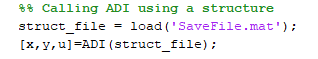 %% Calling ADI using a structure
struct_file = load('SaveFile.mat');
[x,y,u]=ADI(struct_file);